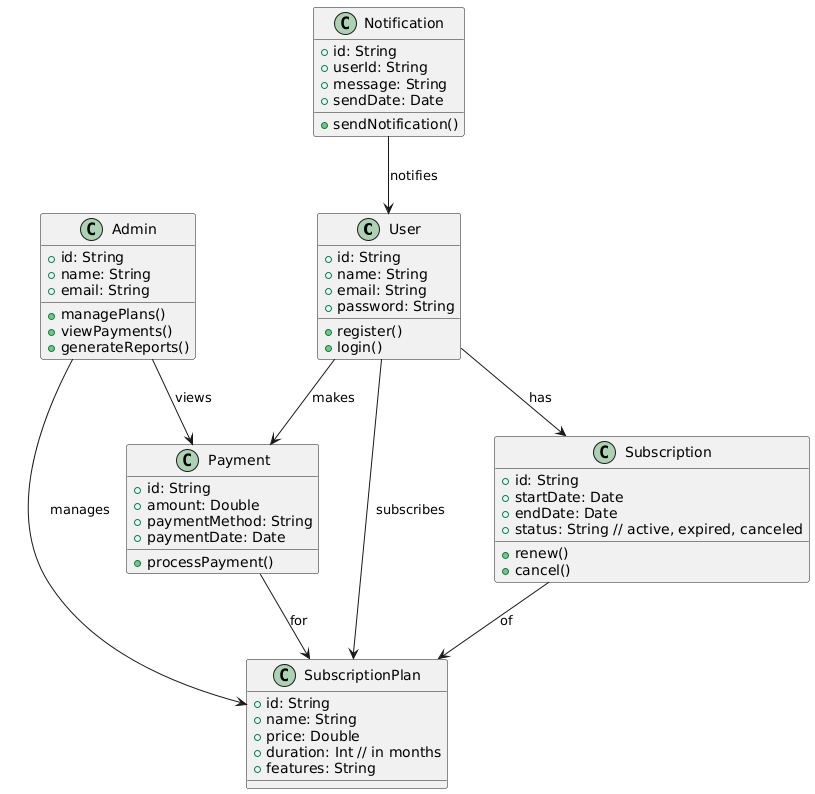 C Notification
id: String
userId: String
message: String
sendDate: Date
sendNotification()
notifies
C Admin
id: String
name: String
email: String
managePlans()
viewPayments()
generateReports()
C User
id: String
name: String
email: String
password: String
register()
login()
views
makes
has
C Payment
id: String
amount: Double
paymentMethod: String
paymentDate: Date
processPayment()
manages
subscribes
C Subscription
id: String
startDate: Date
endDate: Date
status: String // active, expired, canceled
renew()
cancel()
for
of
C SubscriptionPlan
id: String
name: String
price: Double
duration: Int // in months
features: String